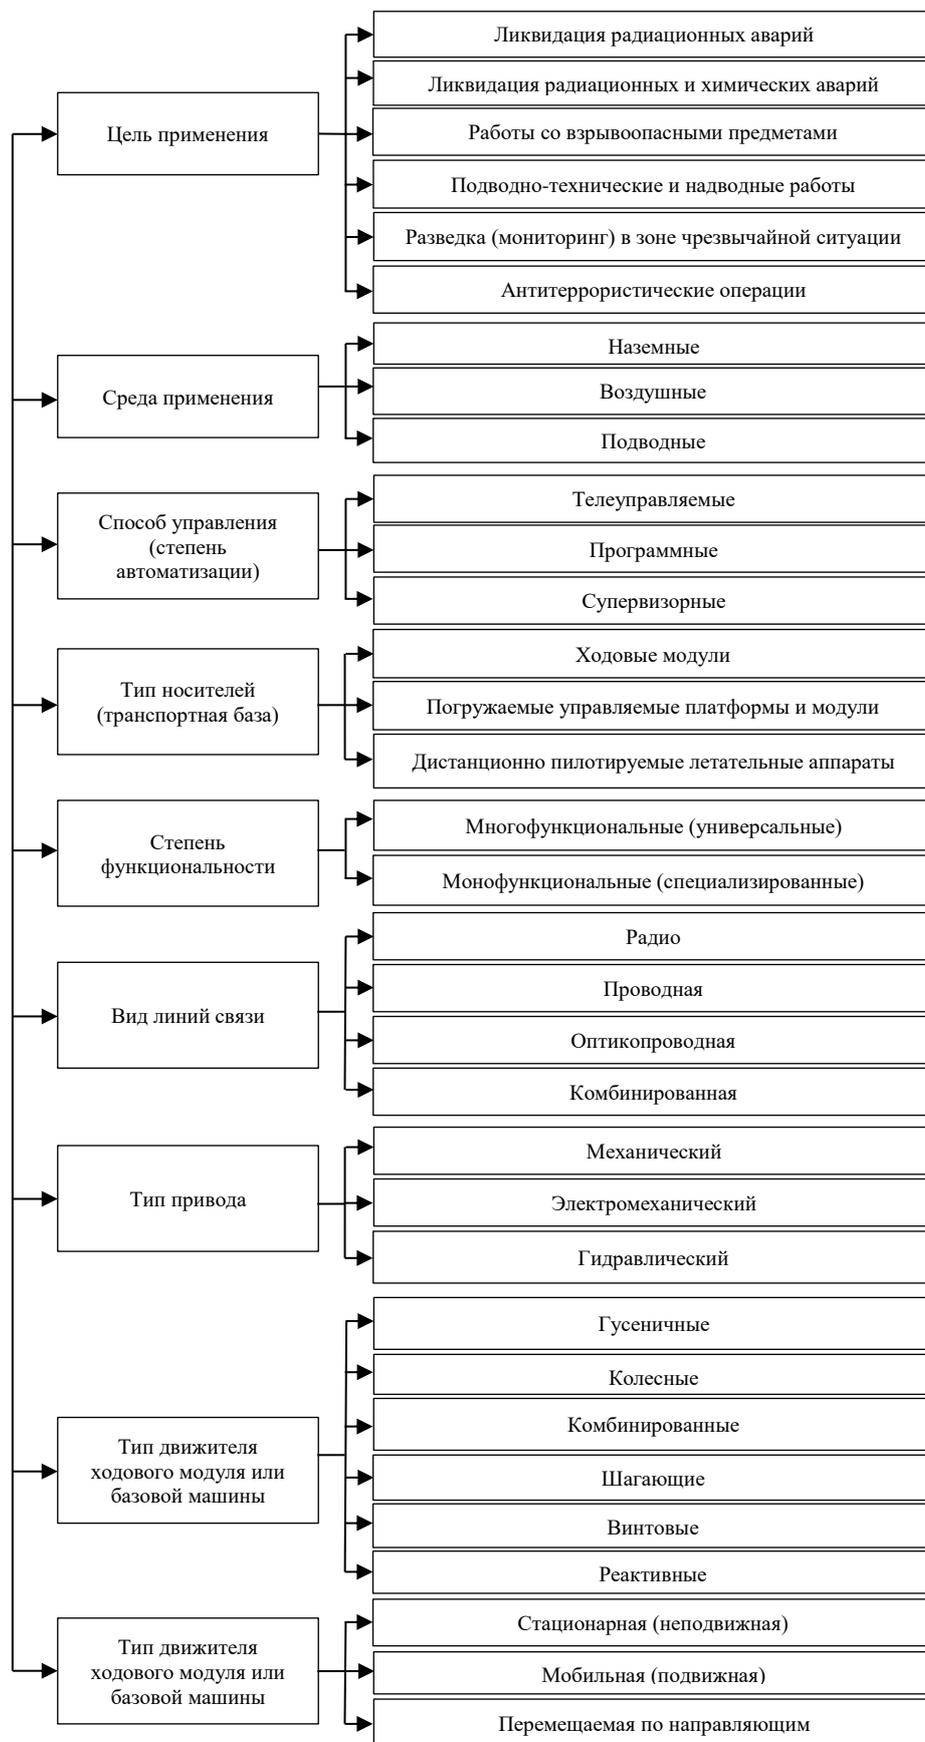 Цель применения
Ликвидация радиационных аварий
Ликвидация радиационных и химических аварий
Работы со взрывоопасными предметами
Подводно-технические и надводные работы
Разведка (мониторинг) в зоне чрезвычайной ситуации
Антитеррористические операции
Среда применения
Наземные
Воздушные
Подводные
Способ управления
(степень
автоматизации)
Телеуправляемые
Программные
Супервизорные
Тип носителей
(транспортная база)
Ходовые модули
Погружаемые управляемые платформы и модули
Дистанционно пилотируемые летательные аппараты
Степень
функциональности
Многофункциональные (универсальные)
Монофункциональные (специализированные)
Вид линий связи
Радио
Проводная
Оптикопроводная
Комбинированная
Тип привода
Механический
Электромеханический
Гидравлический
Тип движителя
ходового модуля или
базовой машины
Гусеничные
Колесные
Комбинированные
Шагающие
Винтовые
Реактивные
Тип движителя
ходового модуля или
базовой машины
Стационарная (неподвижная)
Мобильная (подвижная)
Перемещаемая по направляющим